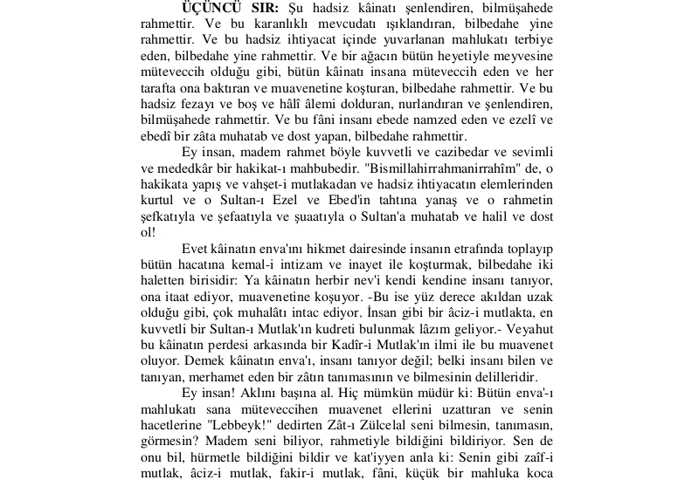 ÜÇÜNCÜ SIR: Şu hadsiz kâinatı şenlendiren, bilmüşahede
rahmettir. Ve bu karanlıklı mevcudatı ışıklandıran, bilbedahe yine
rahmettir. Ve bu hadsiz ihtiyacat içinde yuvarlanan mahlukatı terbiye
eden, bilbedahe yine rahmettir. Ve bir ağacın bütün heyetiyle meyvesine
müteveccih olduğu gibi, bütün kâinatı insana müteveccih eden ve her
tarafta ona baktıran ve muavenetine koşturan, bilbedahe rahmettir. Ve bu
hadsiz fezayı ve boş ve hâlî âlemi dolduran, nurlandıran ve şenlendiren,
bilmüşahede rahmettir. Ve bu fâni insanı ebede namzed eden ve ezelî ve
ebedî bir zâta muhatab ve dost yapan, bilbedahe rahmettir.
Ey insan, madem rahmet böyle kuvvetli ve cazibedar ve sevimli
ve mededkâr bir hakikat-ı mahbubedir. "Bismillahirrahmanirrahîm" de, o
hakikata yapış ve vahşet-i mutlakadan ve hadsiz ihtiyacatın elemlerinden
kurtul ve o Sultan-ı Ezel ve Ebed'in tahtına yanaş ve o rahmetin
şefkatıyla ve şefaatıyla ve şuaatıyla o Sultan'a muhatab ve halil ve dost
ol!
Evet kâinatın enva'ını hikmet dairesinde insanın etrafında toplayıp
bütün hacatına kemal-i intizam ve inayet ile koşturmak, bilbedahe iki
haletten birisidir: Ya kâinatın herbir nev'i kendi kendine insanı tanıyor,
ona itaat ediyor, muavenetine koşuyor. -Bu ise yüz derece akıldan uzak
olduğu gibi, çok muhalâtı intac ediyor. İnsan gibi bir âciz-i mutlakta, en
kuvvetli bir Sultan-ı Mutlak'ın kudreti bulunmak lâzım geliyor.- Veyahut
bu kâinatın perdesi arkasında bir Kadîr-i Mutlak'ın ilmi ile bu muavenet
oluyor. Demek kâinatın enva'ı, insanı tanıyor değil; belki insanı bilen ve
tanıyan, merhamet eden bir zâtın tanımasının ve bilmesinin delilleridir.
Ey insan! Aklını başına al. Hiç mümkün müdür ki: Bütün enva'-ı
mahlukatı sana müteveccihen muavenet ellerini uzattıran ve senin
hacetlerine "Lebbeyk!" dedirten Zât-ı Zülcelal seni bilmesin, tanımasın,
görmesin? Madem seni biliyor, rahmetiyle bildiğini bildiriyor. Sen de
onu bil, hürmetle bildiğini bildir ve kat'iyyen anla ki: Senin gibi zaîf-i
mutlak, âciz-i mutlak, fakir-i mutlak, fâni, küçük bir mahluka koca